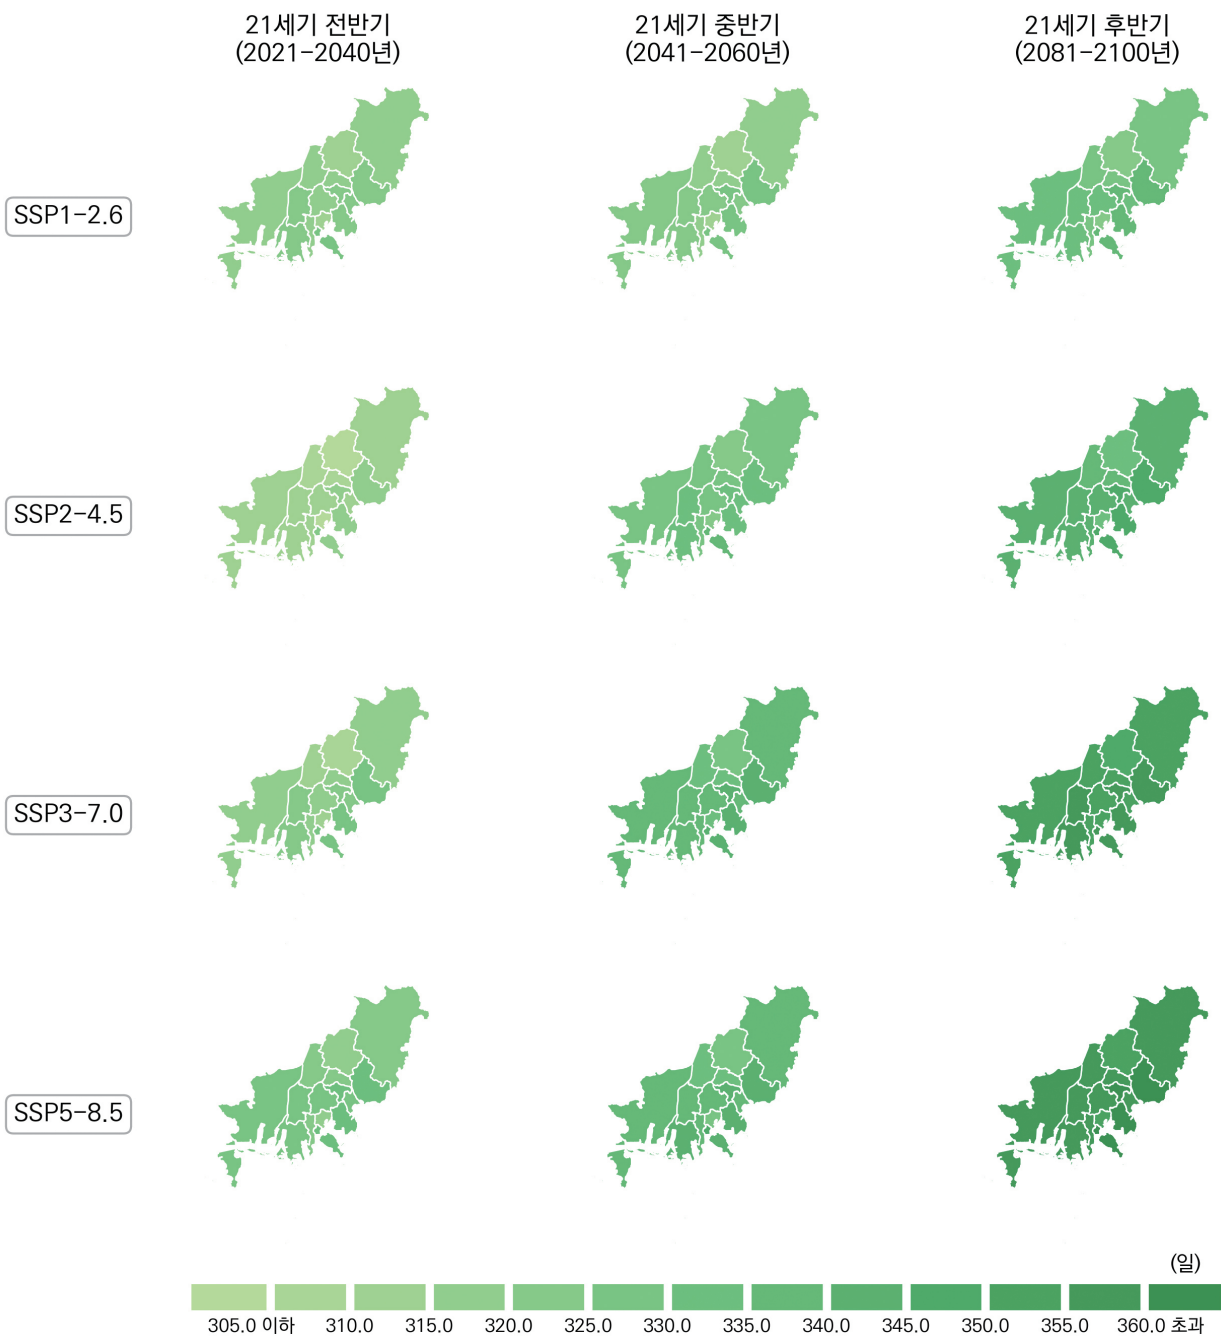 21세기 전반기
(2021-2040년)
21세기 중반기
(2041-2060년)
21세기 후반기
(2081-2100년)
SSP1-2.6
SSP2-4.5
SSP3-7.0
SSP5-8.5
(일)
305.0 이하 310.0 315.0 320.0 325.0 330.0 335.0 340.0 345.0 350.0 355.0 360.0 초과